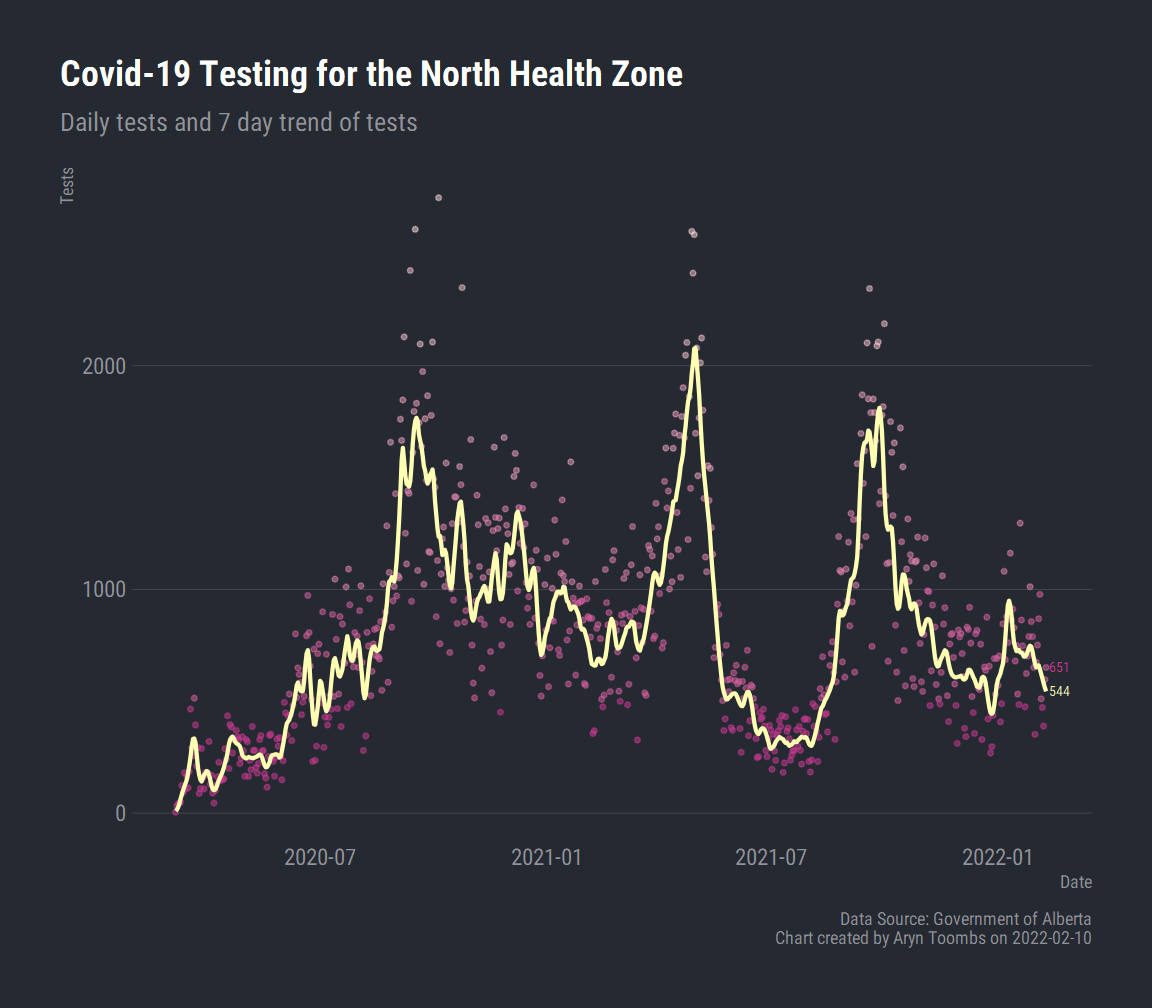 Covid-19 Testing for the North Health Zone
Daily tests and 7 day trend of tests
Tests
2000
1000
0
651
544
2020-07
2021-01
2021-07
2022-01
Date
Data Source: Government of Alberta
Chart created by Aryn Toombs on 2022-02-10